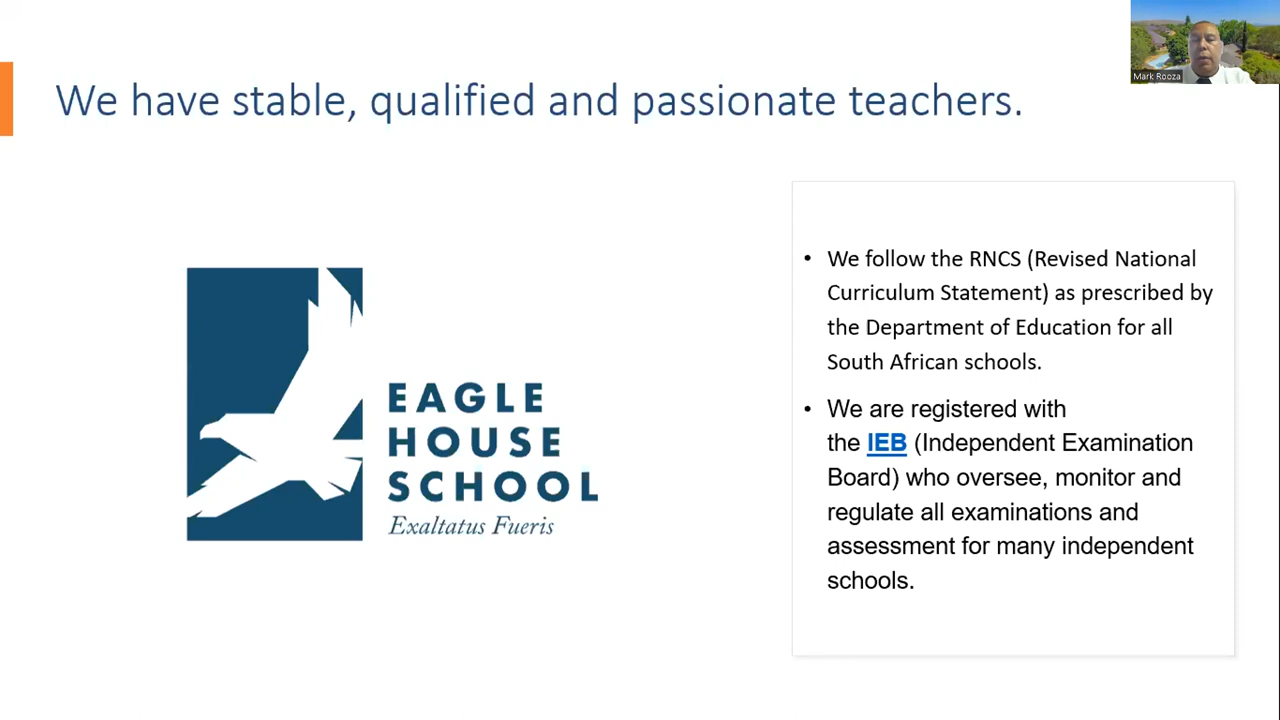 Mark Rooza
We have stable, qualified and passionate teachers.
EAGLE
HOUSE
SCHOOL
Exaltatus Fueris
• We follow the RNCS (Revised National
Curriculum Statement) as prescribed by
the Department of Education for all
South African schools.
• We are registered with
the IEB (Independent Examination
Board) who oversee, monitor and
regulate all examinations and
assessment for many independent
schools.